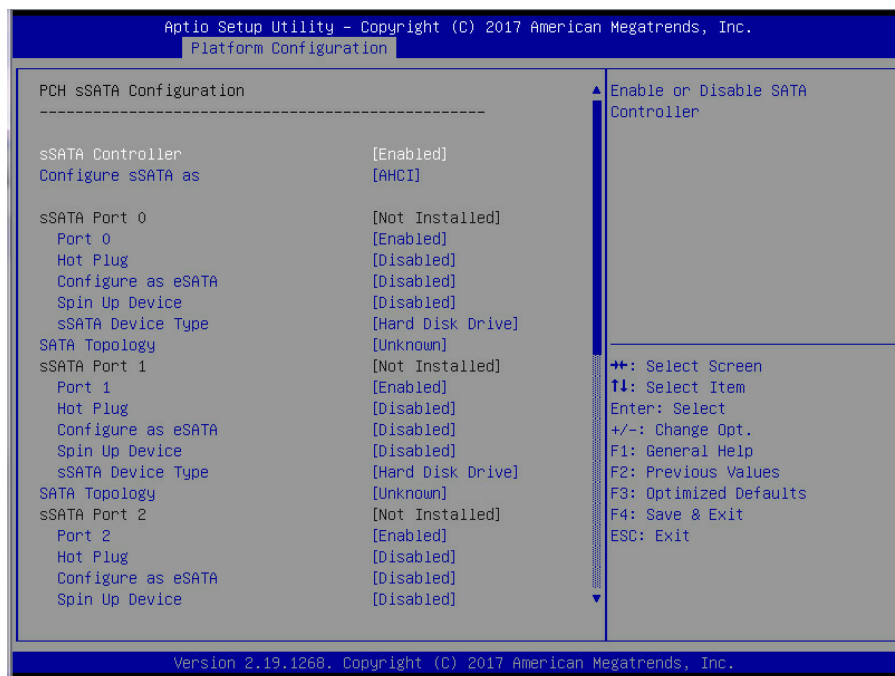 Aptio Setup Utility – Copyright (C) 2017 American Megatrends, Inc.
Platform Configuration
PCH sSATA Configuration
------------------------------------------------
sSATA Controller [Enabled]
Configure sSATA as [AHCI]
sSATA Port 0 [Not Installed]
Port 0 [Enabled]
Hot Plug [Disabled]
Configure as eSATA [Disabled]
Spin Up Device [Disabled]
sSATA Device Type [Hard Disk Drive]
SATA Topology [Unknown]
sSATA Port 1 [Not Installed]
Port 1 [Enabled]
Hot Plug [Disabled]
Configure as eSATA [Disabled]
Spin Up Device [Disabled]
sSATA Device Type [Hard Disk Drive]
SATA Topology [Unknown]
sSATA Port 2 [Not Installed]
Port 2 [Enabled]
Hot Plug [Disabled]
Configure as eSATA [Disabled]
Spin Up Device [Disabled]
Enable or Disable SATA
Controller
→←: Select Screen
↑↓: Select Item
Enter: Select
+/-: Change Opt.
F1: General Help
F2: Previous Values
F3: Optimized Defaults
F4: Save & Exit
ESC: Exit
Version 2.19.1268. Copyright (C) 2017 American Megatrends, Inc.